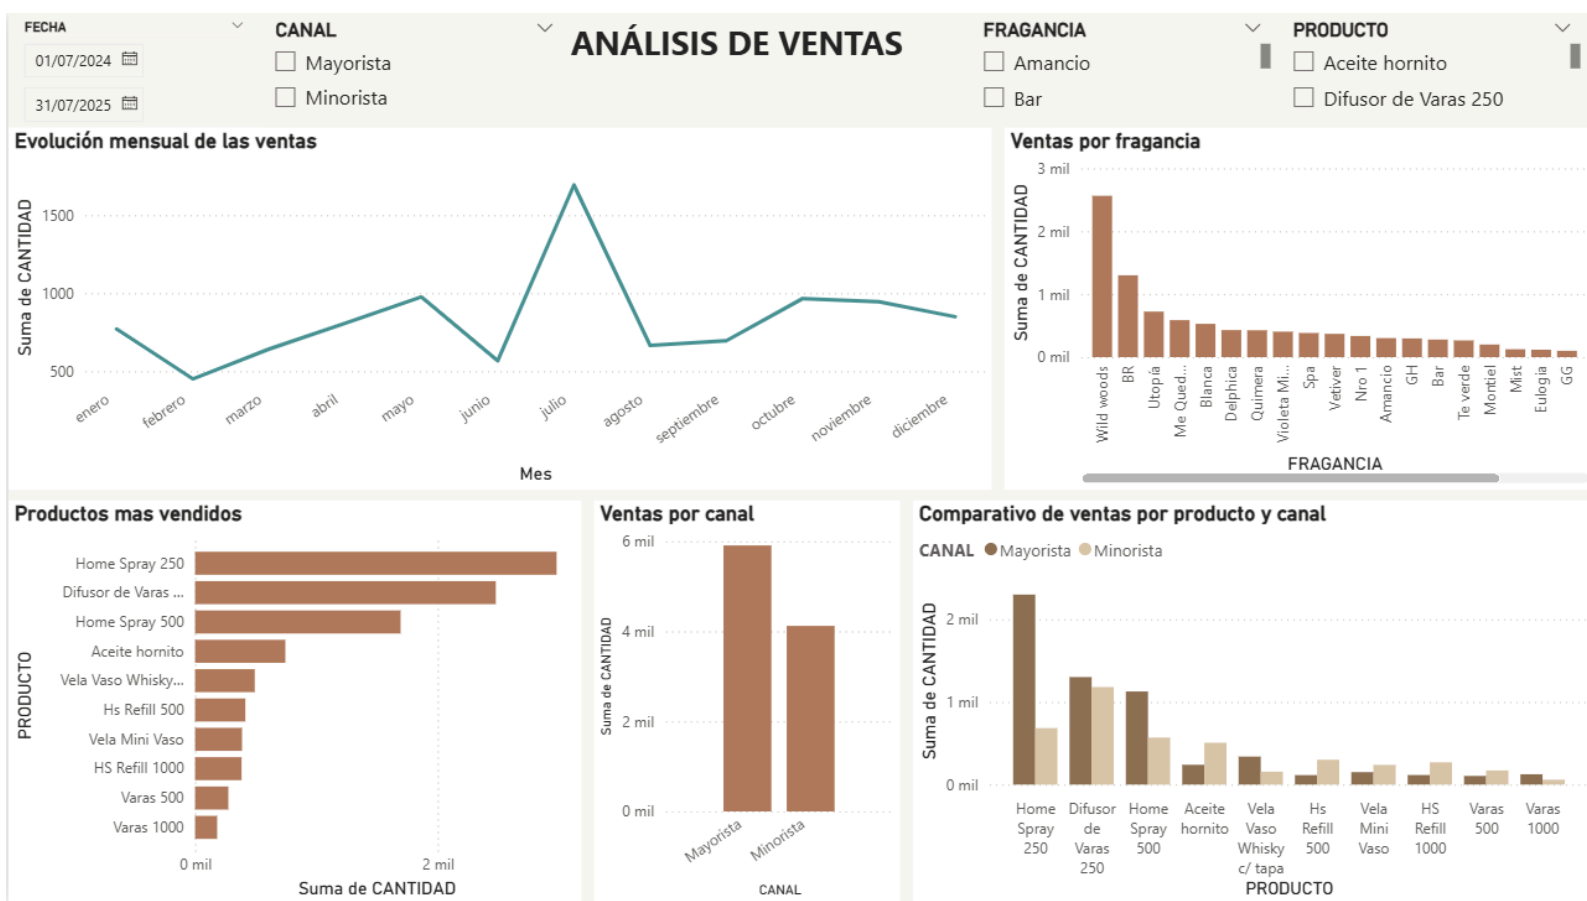 FECHA
01/07/2024
31/07/2025
CANAL
Mayorista
Minorista
ANÁLISIS DE VENTAS
FRAGANCIA
Amancio
Bar
PRODUCTO
Aceite hornito
Difusor de Varas 250
Evolución mensual de las ventas
Suma de CANTIDAD
1500
1000
500
enero
febrero
marzo
abril
mayo
junio
julio
agosto
septiembre
octubre
noviembre
diciembre
Mes
Ventas por fragancia
Suma de CANTIDAD
3 mil
2 mil
1 mil
0 mil
Wild woods
BR
Utopía
Me Qued...
Blanca
Delphica
Quimera
Violeta Mi...
Spa
Vetiver
Nro 1
Amancio
GH
Bar
Te verde
Montiel
Mist
Eulogia
GG
FRAGANCIA
Productos mas vendidos
PRODUCTO
Home Spray 250
Difusor de Varas ...
Home Spray 500
Aceite hornito
Vela Vaso Whisky...
Hs Refill 500
Vela Mini Vaso
HS Refill 1000
Varas 500
Varas 1000
0 mil
2 mil
Suma de CANTIDAD
Ventas por canal
Suma de CANTIDAD
6 mil
4 mil
2 mil
0 mil
Mayorista
Minorista
CANAL
Comparativo de ventas por producto y canal
CANAL Mayorista Minorista
Suma de CANTIDAD
2 mil
1 mil
0 mil
Home
Spray
250
Difusor
de
Varas
250
Home
Spray
500
Aceite
hornito
Vela
Vaso
Whisky
c/ tapa
Hs
Refill
500
Vela
Mini
Vaso
HS
Refill
1000
Varas
500
Varas
1000
PRODUCTO